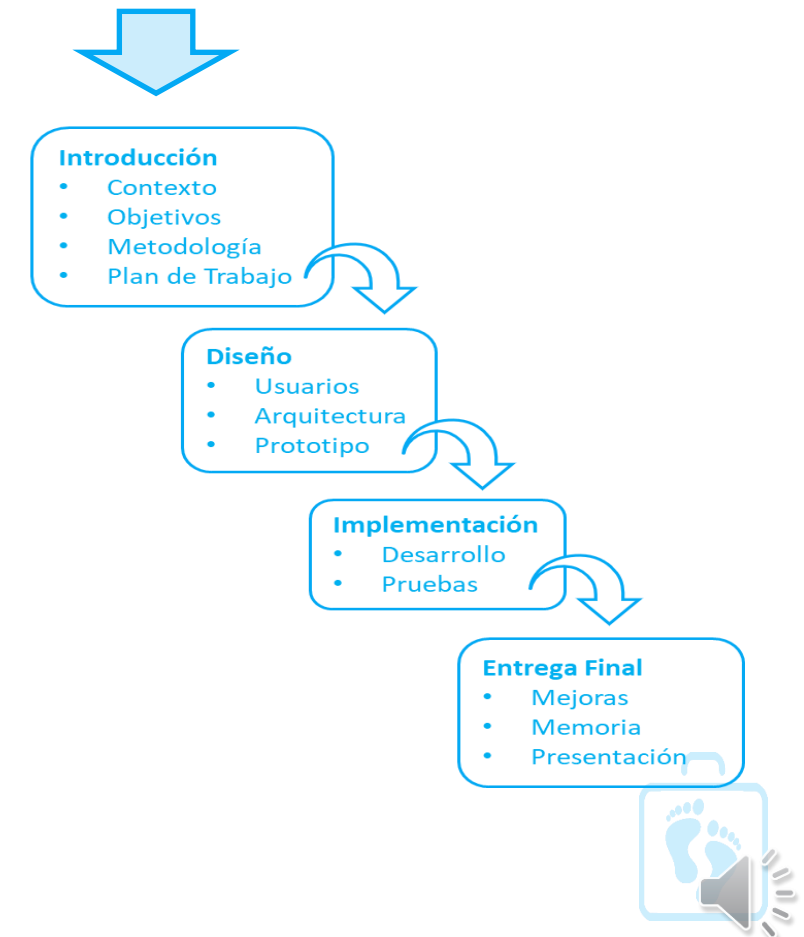 Introducción
• Contexto
• Objetivos
• Metodología
• Plan de Trabajo
Diseño
• Usuarios
• Arquitectura
• Prototipo
Implementación
• Desarrollo
• Pruebas
Entrega Final
• Mejoras
• Memoria
• Presentación